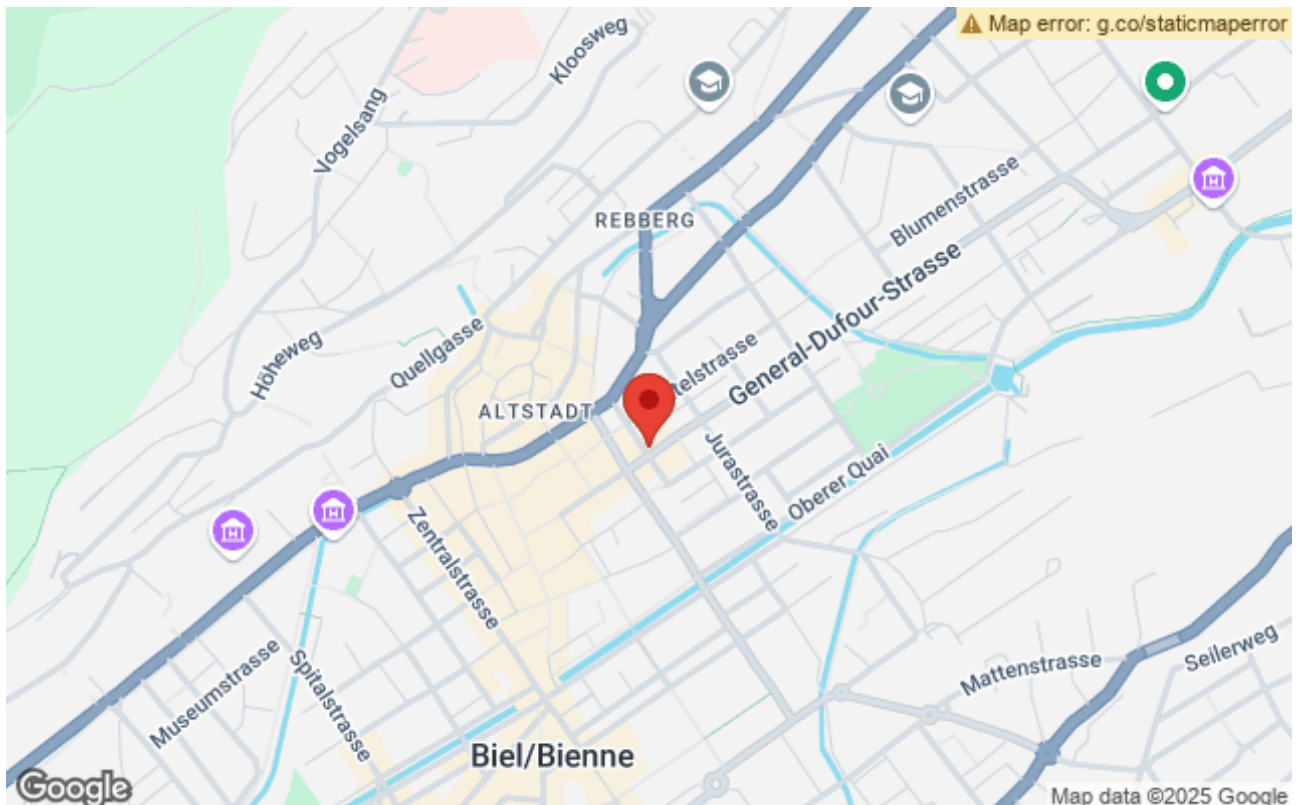 Map error: g.co/staticmaperror
Kloosweg
Vogelsang
Blumenstrasse
REBBERG
General-Dufour-Strasse
Höheweg
Quellgasse
telstrasse
ALTSTADT
Jurastrasse
Oberer Quai
Zentralstrasse
Mattenstrasse
Seilerweg
Museumstrasse
Spitalstrasse
Biel/Bienne
Google
Map data ©2025 Google